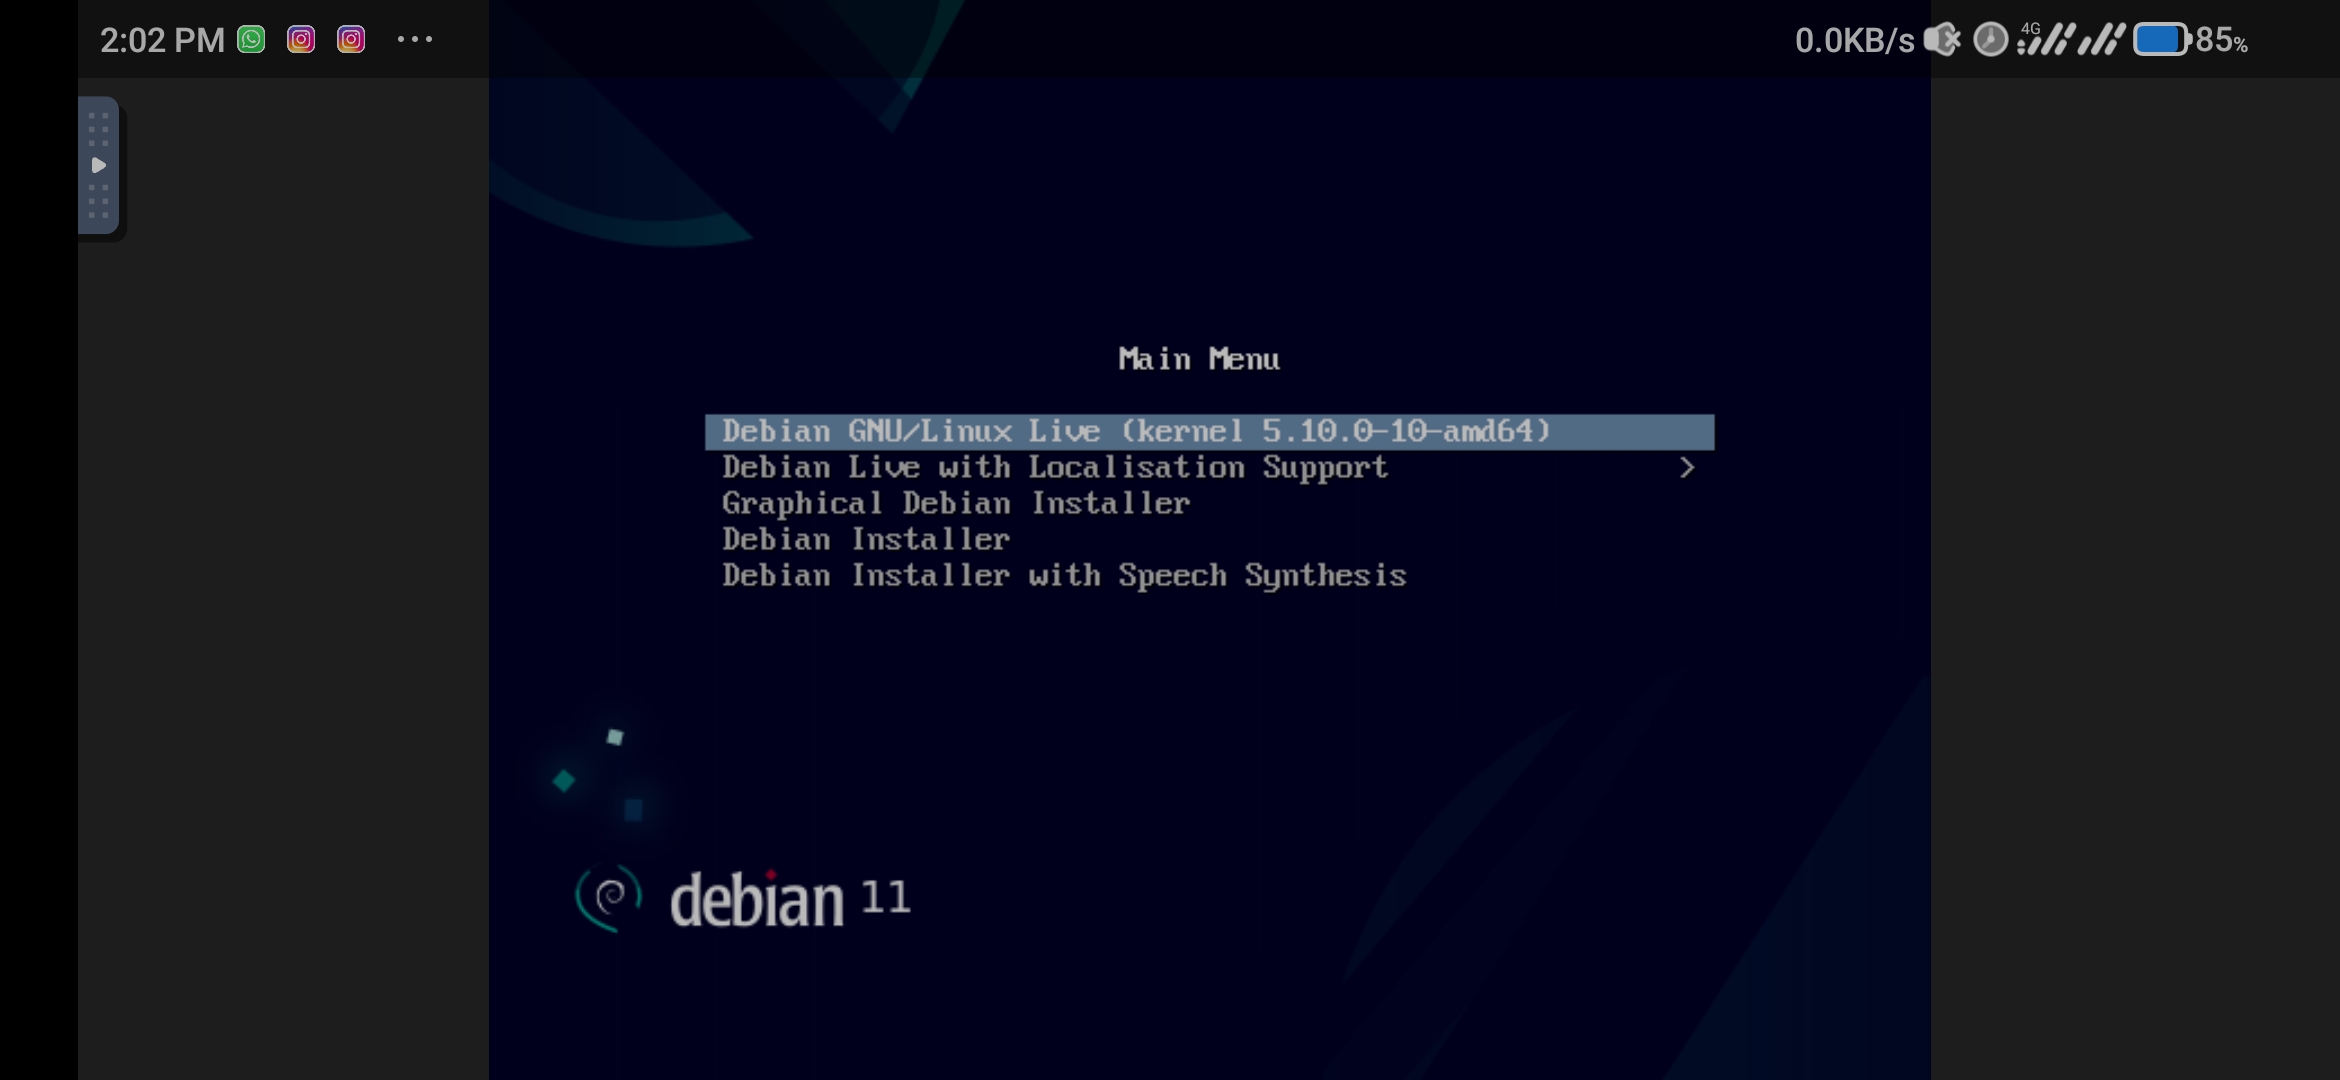 2:02 PM
0.0KB/s 4G 85%
Main Menu
Debian GNU/Linux Live (kernel 5.10.0-10-amd64)
Debian Live with Localisation Support >
Graphical Debian Installer
Debian Installer
Debian Installer with Speech Synthesis
debian 11